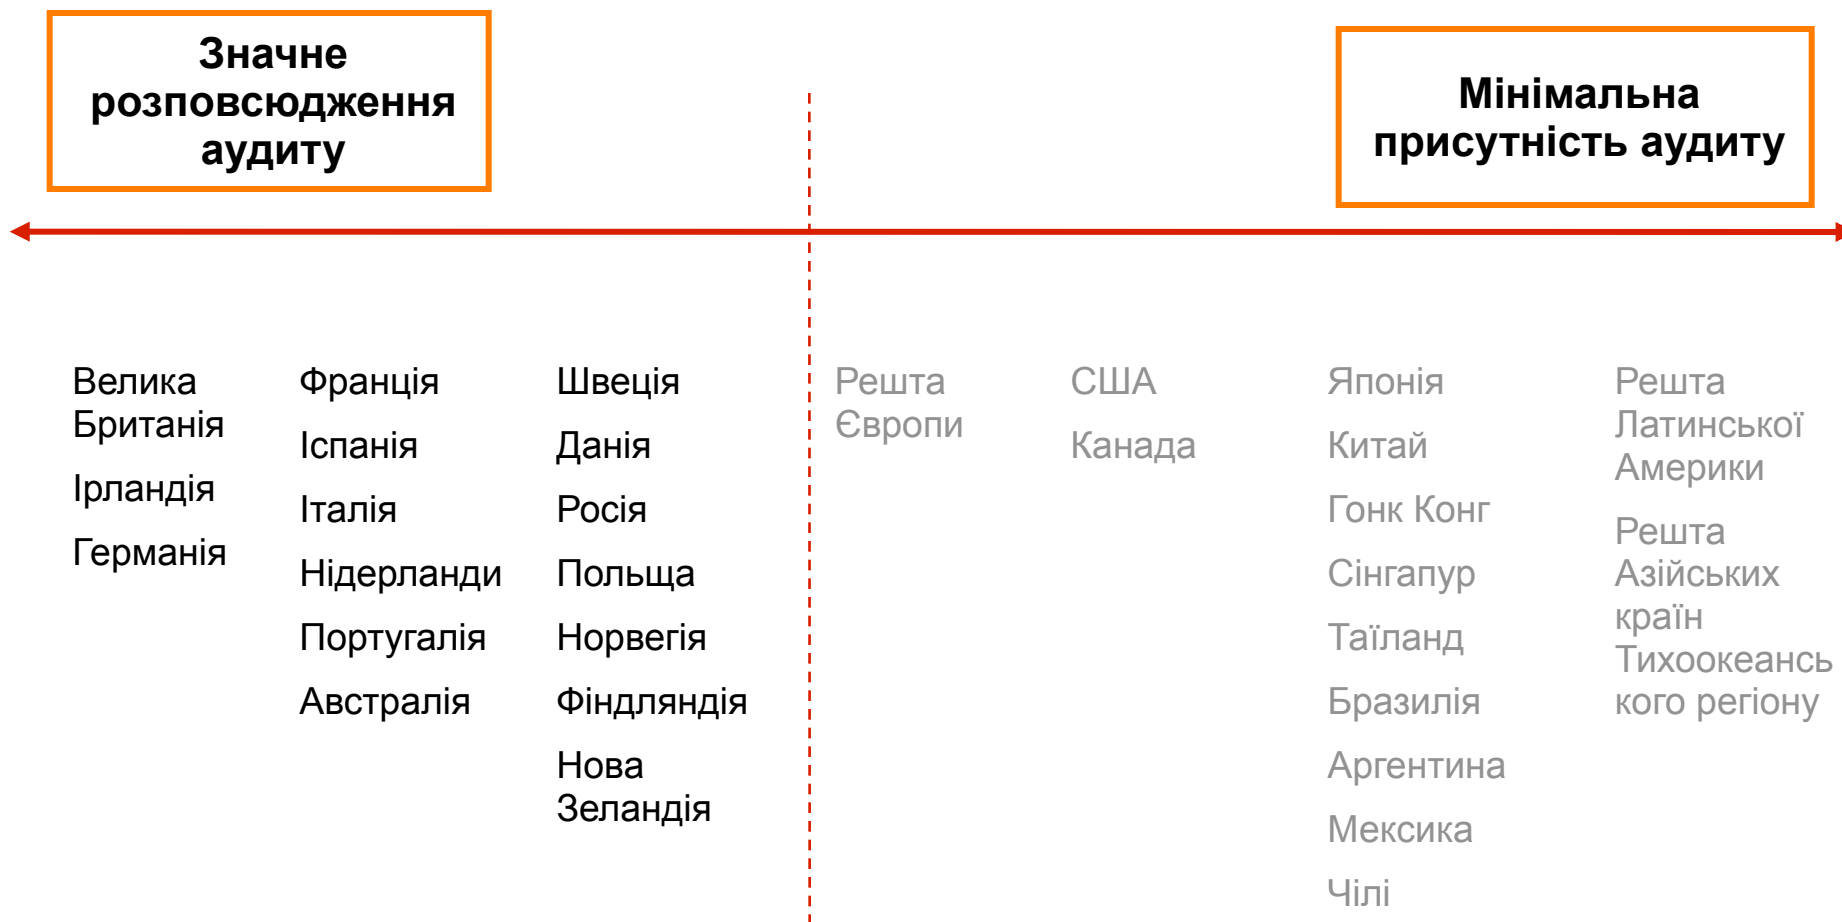 Значне
розповсюдження
аудиту
Мінімальна
присутність аудиту
Велика
Британія
Ірландія
Германія
Франція
Іспанія
Італія
Нідерланди
Португалія
Австралія
Швеція
Данія
Росія
Польща
Норвегія
Фіндляндія
Нова
Зеландія
Решта
Європи
США
Канада
Японія
Китай
Гонк Конг
Сінгапур
Таїланд
Бразилія
Аргентина
Мексика
Чілі
Решта
Латинської
Америки
Решта
Азійських
країн
Тихоокеансь
кого регіону